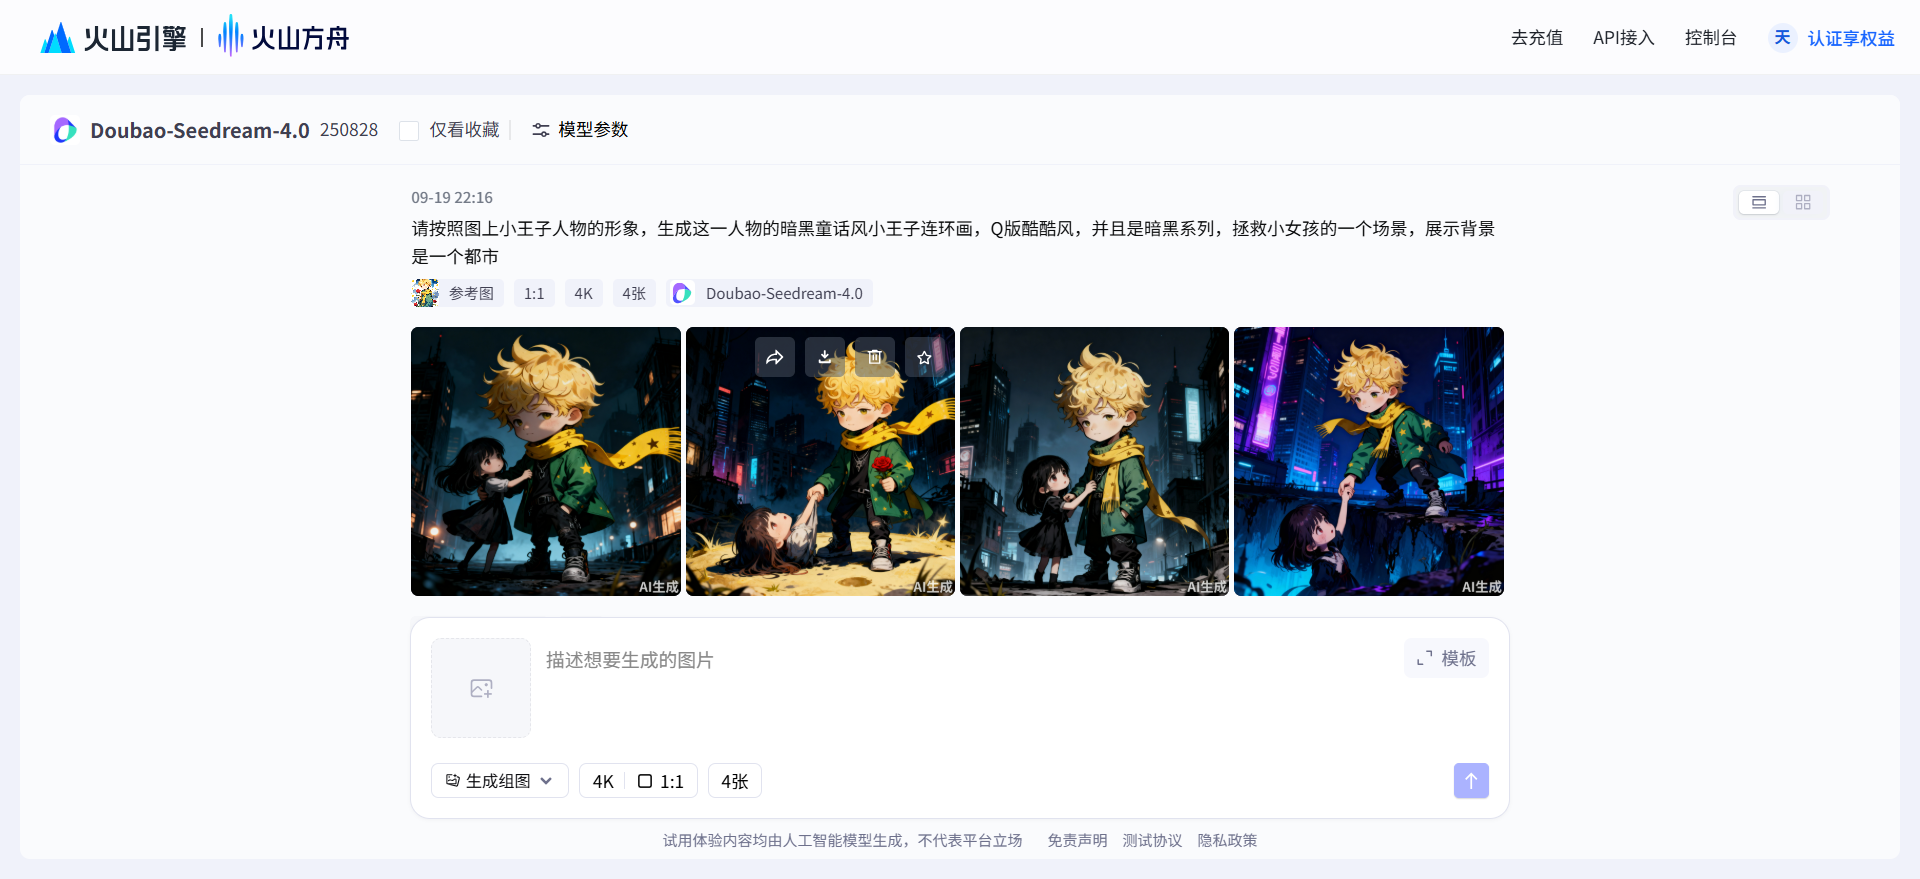 火山引擎 | 火山方舟
去充值 API接入 控制台 天 认证享权益
Doubao-Seedream-4.0 250828 仅看收藏 模型参数
09-19 22:16
请按照图上小王子人物的形象，生成这一人物的暗黑童话风小王子连环画，Q版酷酷风，并且是暗黑系列，拯救小女孩的一个场景，展示背景
是一个都市
参考图 1:1 4K 4张 Doubao-Seedream-4.0
AI生成 AI生成 AI生成 AI生成
描述想要生成的图片
模板
生成组图 4K 1:1 4张
试用体验内容均由人工智能模型生成，不代表平台立场 免责声明 测试协议 隐私政策